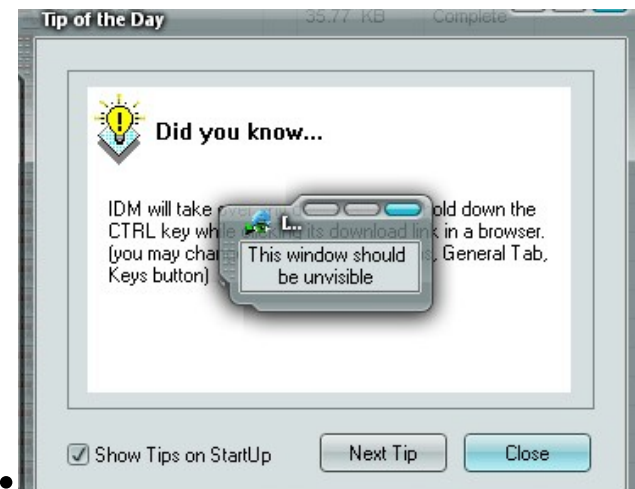 35.77 KB Complete
Tip of the Day
Did you know...
IDM will take old down the
CTRL key while its download link in a browser.
(you may chan , General Tab,
Keys button)
I...
This window should
be unvisible
Show Tips on StartUp
Next Tip Close